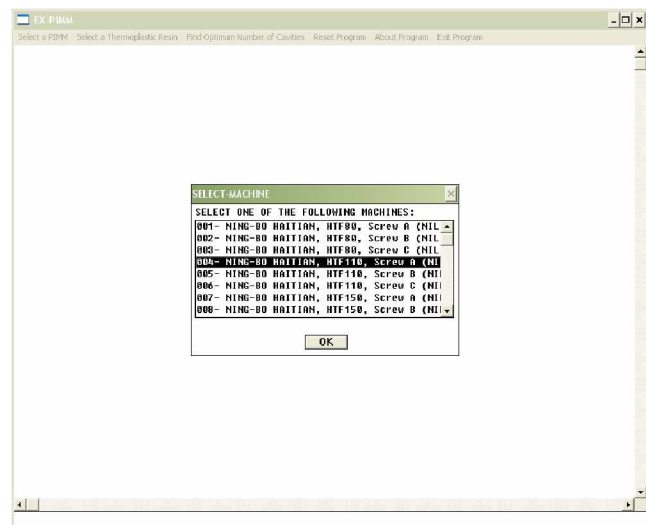 EX-PIMM
Select a PIMM Select a Thermoplastic Resin Find Optimum Number of Cavities Reset Program About Program Exit Program
SELECT-MACHINE
SELECT ONE OF THE FOLLOWING MACHINES:
001- NING-BO HAITIAN, HTF80, Screw A (NIL
002- NING-BO HAITIAN, HTF80, Screw B (NIL
003- NING-BO HAITIAN, HTF80, Screw C (NIL
004- NING-BO HAITIAN, HTF110, Screw A (NI
005- NING-BO HAITIAN, HTF110, Screw B (NI
006- NING-BO HAITIAN, HTF110, Screw C (NI
007- NING-BO HAITIAN, HTF150, Screw A (NI
008- NING-BO HAITIAN, HTF150, Screw B (NI
OK